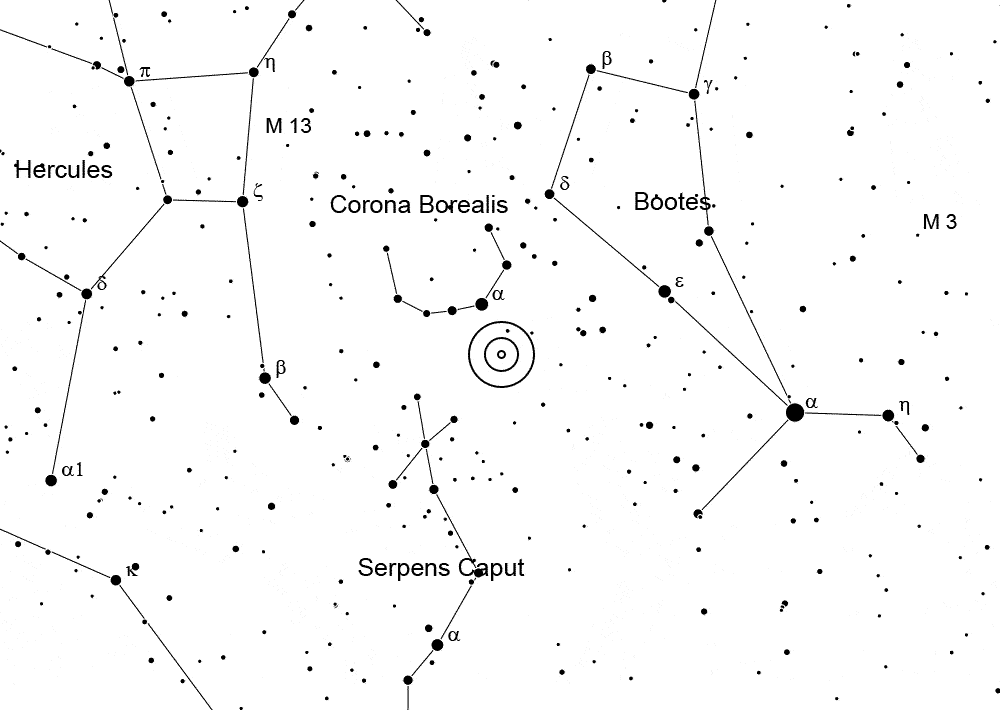 β
π
η
γ
M 13
Hercules
δ
ζ
Corona Borealis
Bootes
M 3
δ
ε
α
β
α
η
α1
Serpens Caput
κ
α